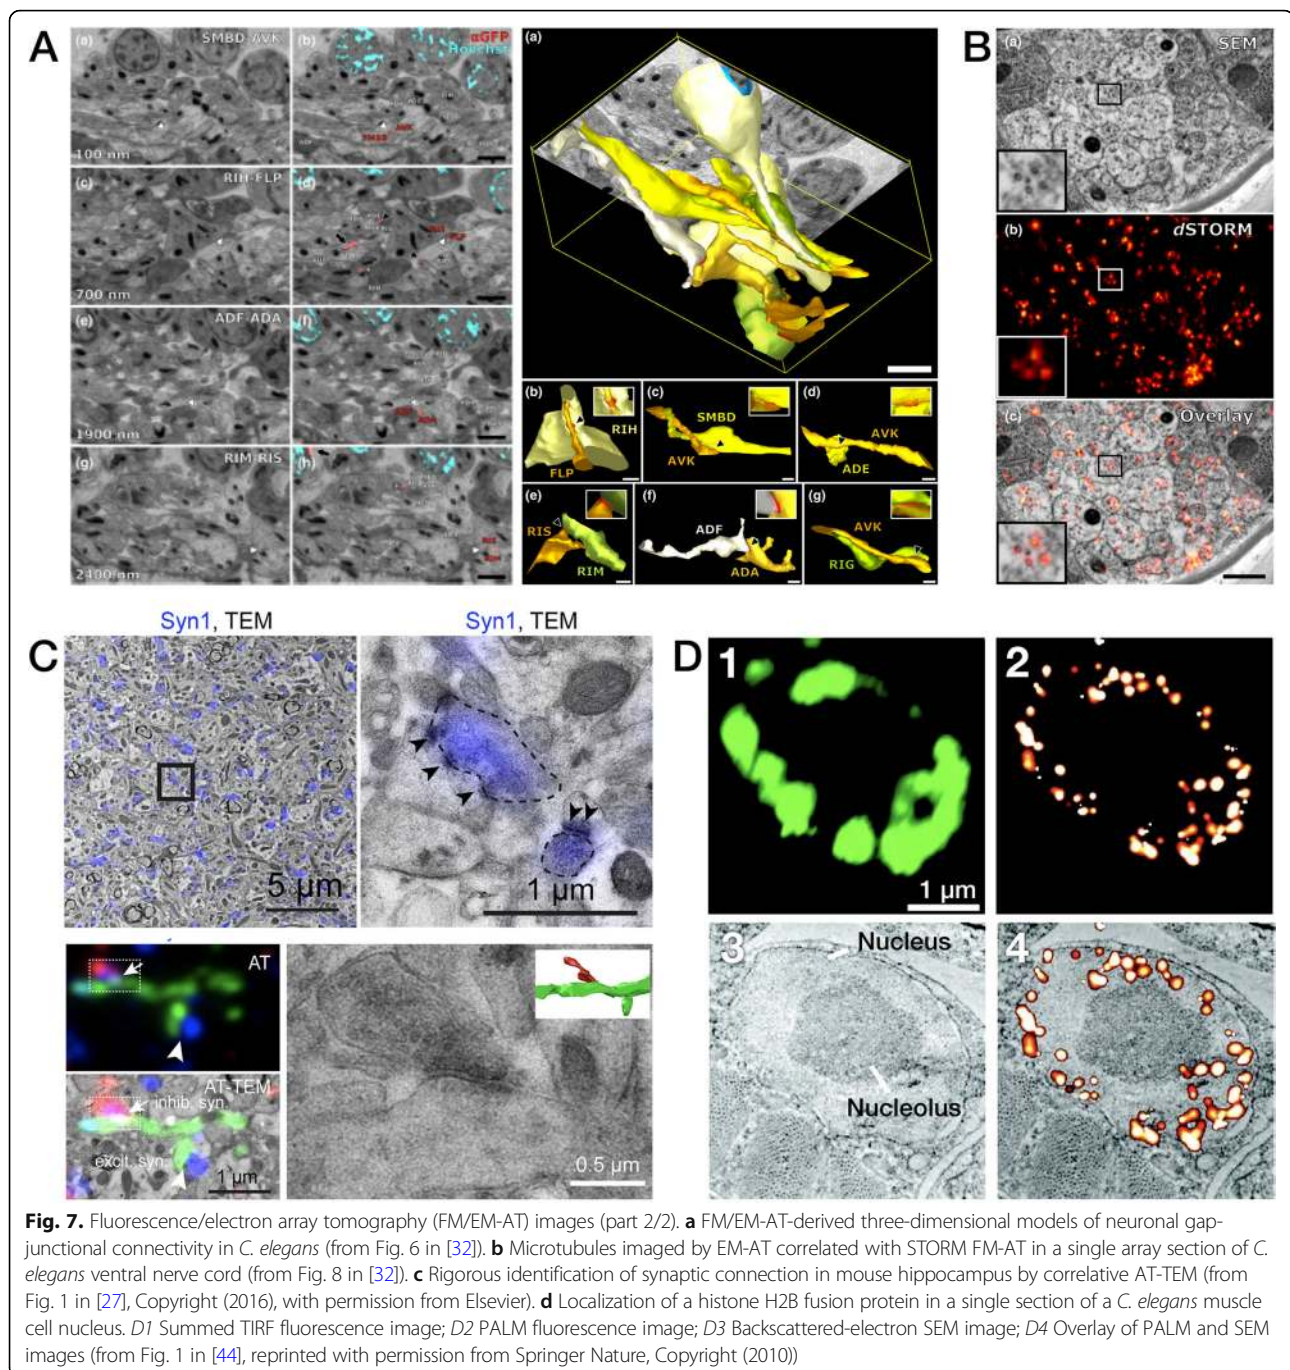 A
(a)
SMBD-AVK
100 nm
(b)
αGFP
Hoechst
SMBD
AVK
(c)
RIH-FLP
700 nm
(d)
FLP
(e)
ADF-ADA
1900 nm
(f)
ADA
(g)
RIM-RIS
2400 nm
(h)
RIS
(a)
(b)
RIH
FLP
(c)
SMBD
AVK
(d)
AVK
ADE
(e)
RIS
RIM
(f)
ADF
ADA
(g)
AVK
RIG
B
(a)
SEM
(b)
dSTORM
(c)
Overlay
C
Syn1, TEM
5 µm
Syn1, TEM
1 µm
AT
AT-TEM
inhib. syn.
excit. syn.
1 µm
0.5 µm
D
1
1 µm
2
3
Nucleus
Nucleolus
4
Fig. 7. Fluorescence/electron array tomography (FM/EM-AT) images (part 2/2). a FM/EM-AT-derived three-dimensional models of neuronal gap-
junctional connectivity in C. elegans (from Fig. 6 in [32]). b Microtubules imaged by EM-AT correlated with STORM FM-AT in a single array section of C.
elegans ventral nerve cord (from Fig. 8 in [32]). c Rigorous identification of synaptic connection in mouse hippocampus by correlative AT-TEM (from
Fig. 1 in [27], Copyright (2016), with permission from Elsevier). d Localization of a histone H2B fusion protein in a single section of a C. elegans muscle
cell nucleus. D1 Summed TIRF fluorescence image; D2 PALM fluorescence image; D3 Backscattered-electron SEM image; D4 Overlay of PALM and SEM
images (from Fig. 1 in [44], reprinted with permission from Springer Nature, Copyright (2010))